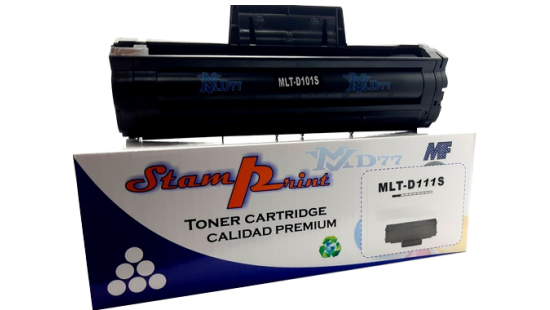 MD77
MLT-D101S
MD77
MD77
MF
StamPrint
MLT-D111S
TONER CARTRIDGE
CALIDAD PREMIUM